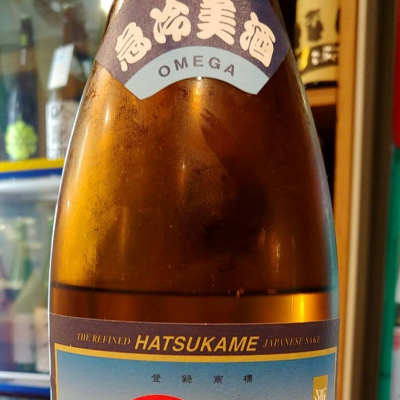 急冷美酒
OMEGA
THE REFINED HATSUKAME JAPANESE SAKE
登録商標